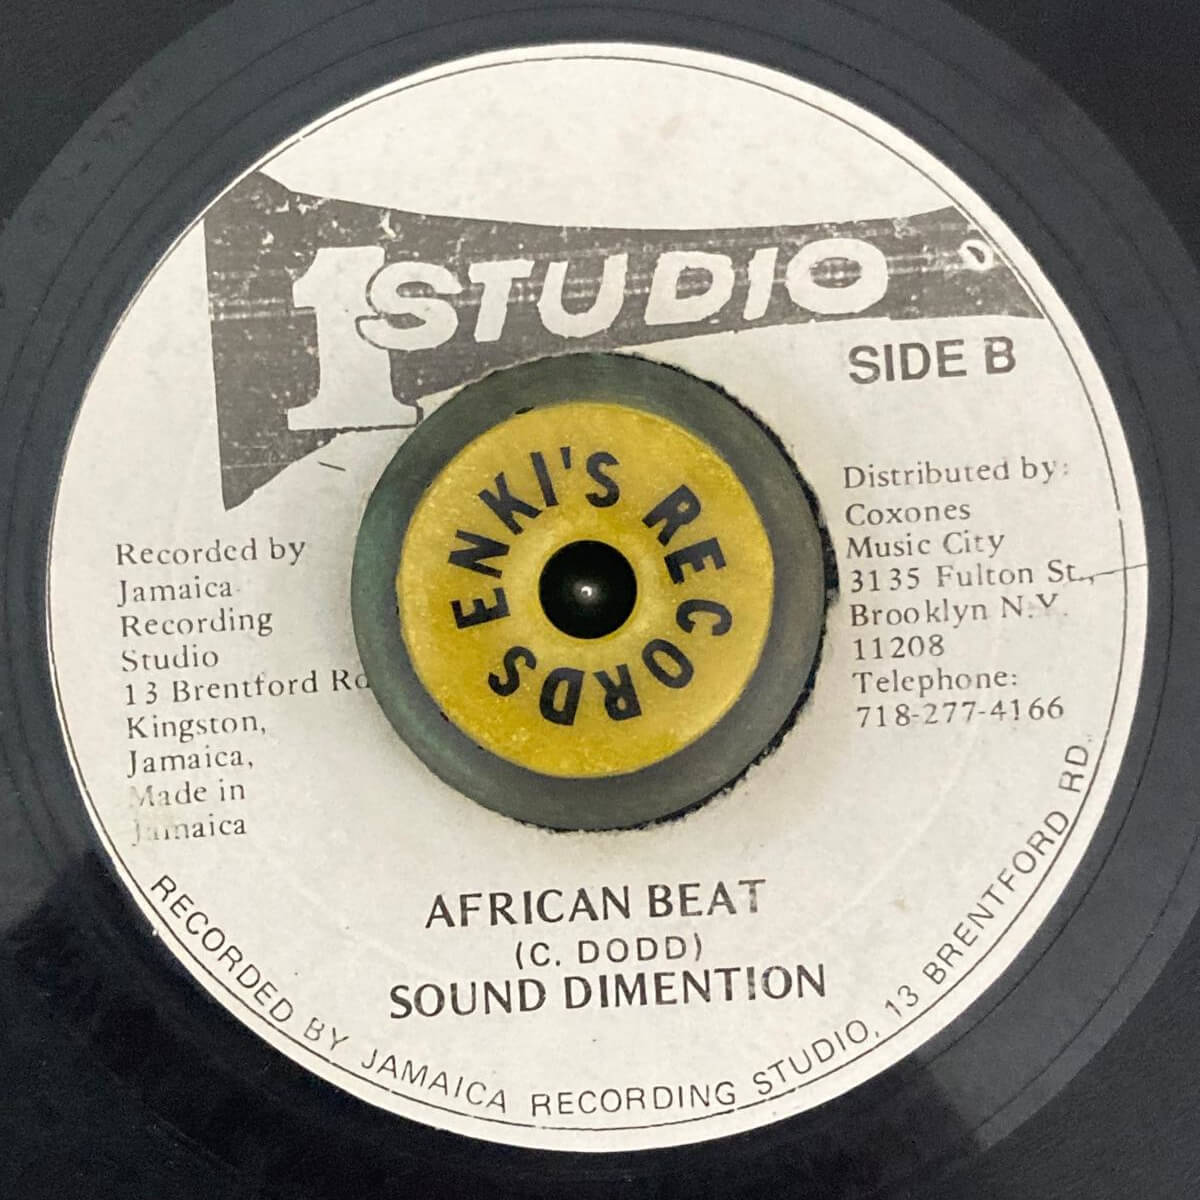 1 STUDIO
SIDE B
Distributed by:
Coxones
Music City
3135 Fulton St.,
Brooklyn N.Y.
11208
Telephone:
718-277-4166
Recorded by
Jamaica
Recording
Studio
13 Brentford Rd
Kingston,
Jamaica,
Made in
Jamaica
ENKI'S RECORDS
AFRICAN BEAT
(C. DODD)
SOUND DIMENTION
RECORDED BY JAMAICA RECORDING STUDIO, 13 BRENTFORD RD.